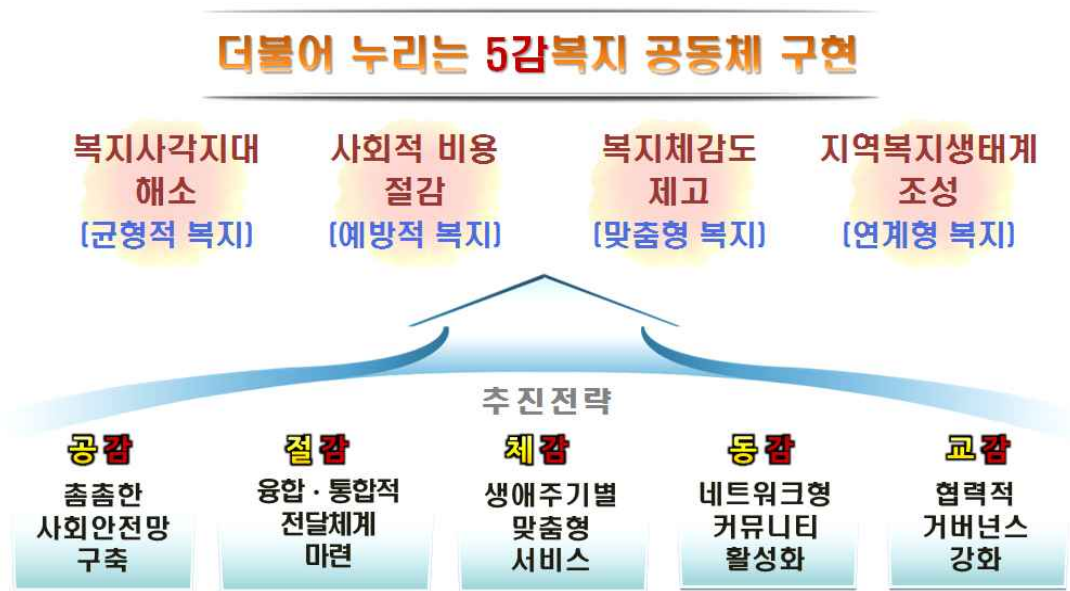 더불어 누리는 5감복지 공동체 구현
복지사각지대
해소
(균형적 복지)
사회적 비용
절감
(예방적 복지)
복지체감도
제고
(맞춤형 복지)
지역복지생태계
조성
(연계형 복지)
추진전략
공감
촘촘한
사회안전망
구축
절감
융합·통합적
전달체계
마련
체감
생애주기별
맞춤형
서비스
동감
네트워크형
커뮤니티
활성화
교감
협력적
거버넌스
강화